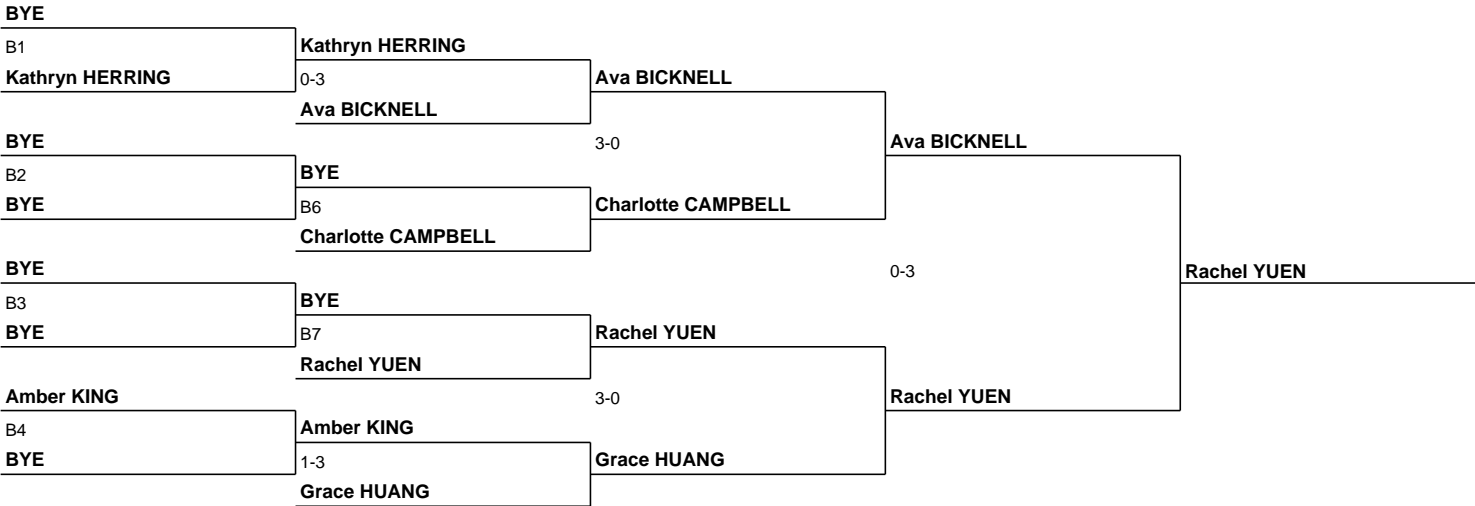 BYE
B1
Kathryn HERRING
Kathryn HERRING
0-3
Ava BICKNELL
Ava BICKNELL
BYE
B2
BYE
BYE
B6
Charlotte CAMPBELL
3-0
Charlotte CAMPBELL
Ava BICKNELL
BYE
B3
BYE
BYE
B7
Rachel YUEN
Rachel YUEN
Amber KING
B4
BYE
Amber KING
1-3
Grace HUANG
3-0
Grace HUANG
Rachel YUEN
0-3
Rachel YUEN